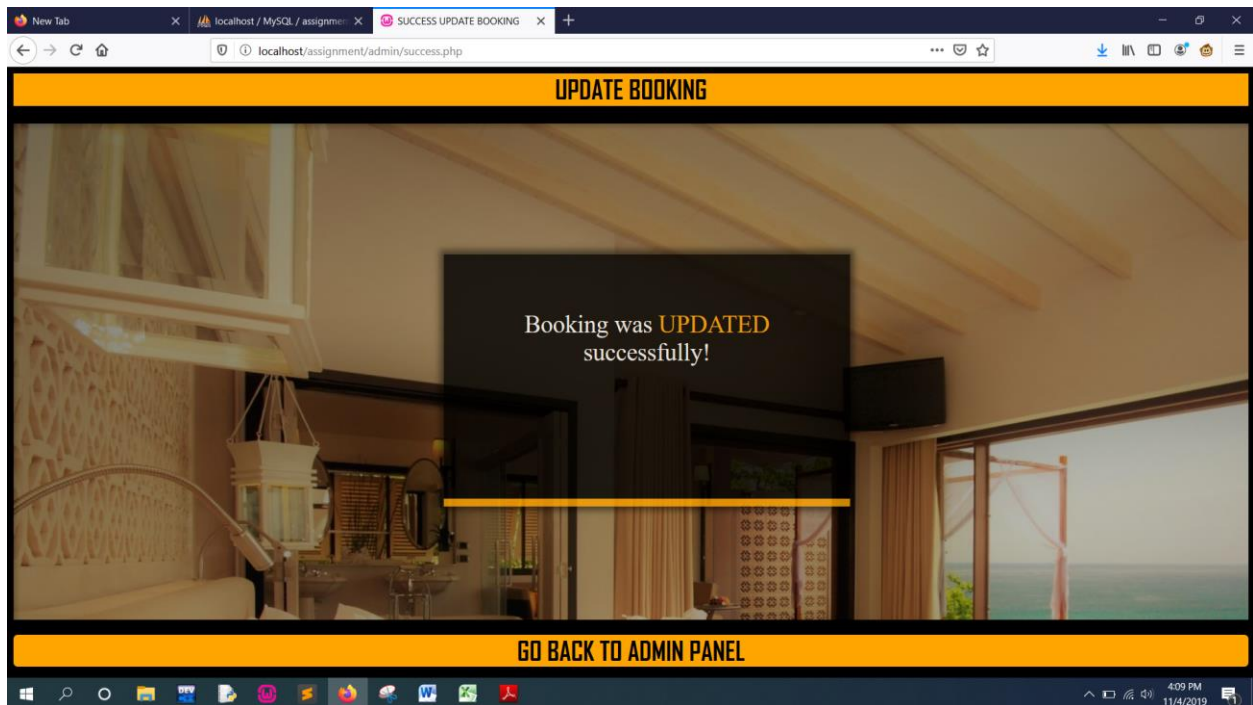 New Tab
localhost / MySQL / assignmen
SUCCESS UPDATE BOOKING
localhost/assignment/admin/success.php
UPDATE BOOKING
Booking was UPDATED
successfully!
GO BACK TO ADMIN PANEL
DEV
4:09 PM
11/4/2019